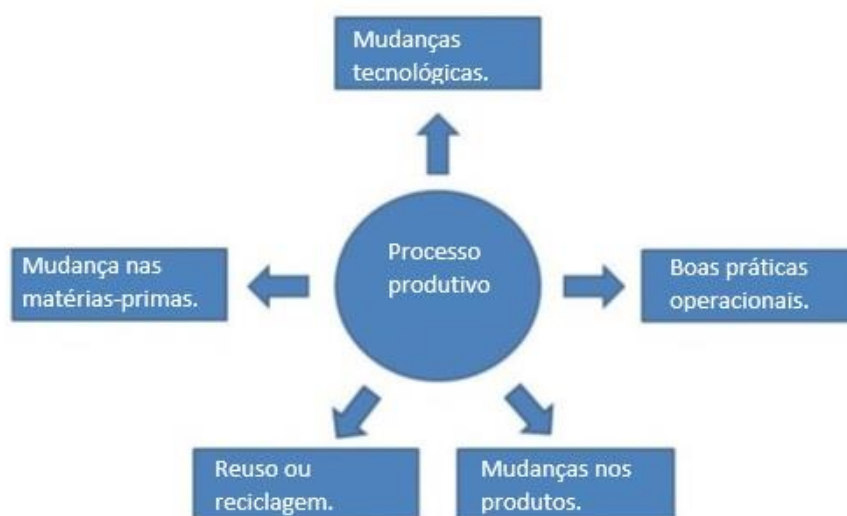 Mudanças
tecnológicas.
Processo
produtivo
Mudança nas
matérias-primas.
Boas práticas
operacionais.
Reuso ou
reciclagem.
Mudanças nos
produtos.